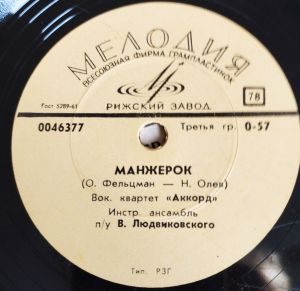 МЕЛОДИЯ
ВСЕСОЮЗНАЯ ФИРМА ГРАМПЛАСТИНОК
Гост 5289-61
78
РИЖСКИЙ ЗАВОД
0046377 Третья гр. 0-57
МАНЖЕРОК
(О. Фельцман — Н. Олев)
Вок. квартет «Аккорд»
Инстр. ансамбль
п/у В. Людвиковского
Тип. РЗГ